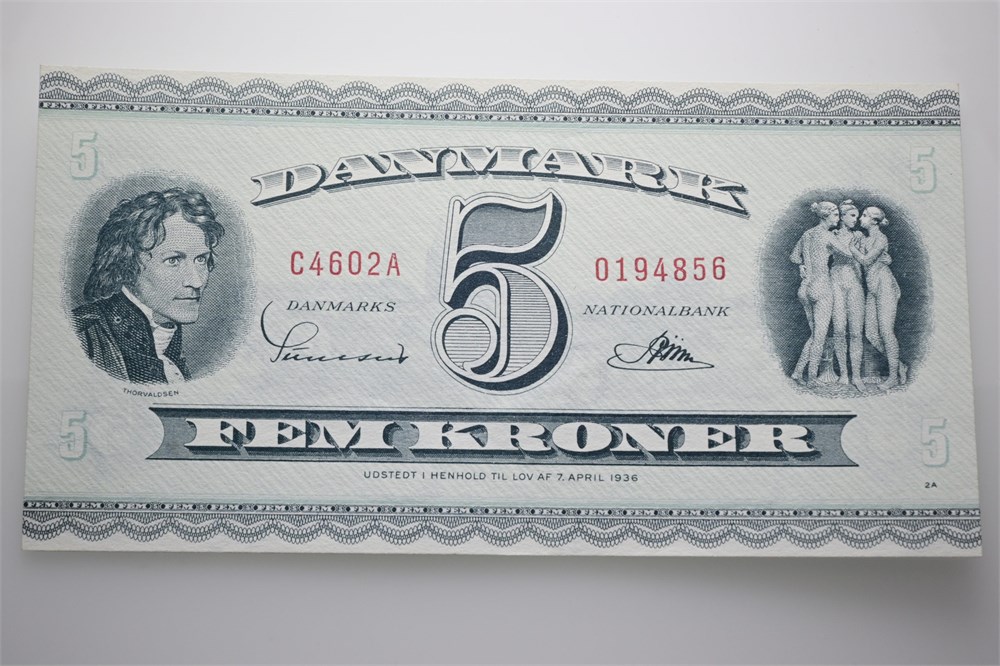 5 5
DANMARK
5
C4602A 0194856
DANMARKS NATIONALBANK
THORVALDSEN
5 5
FEM KRONER
UDSTEDT I HENHOLD TIL LOV AF 7. APRIL 1936
2A